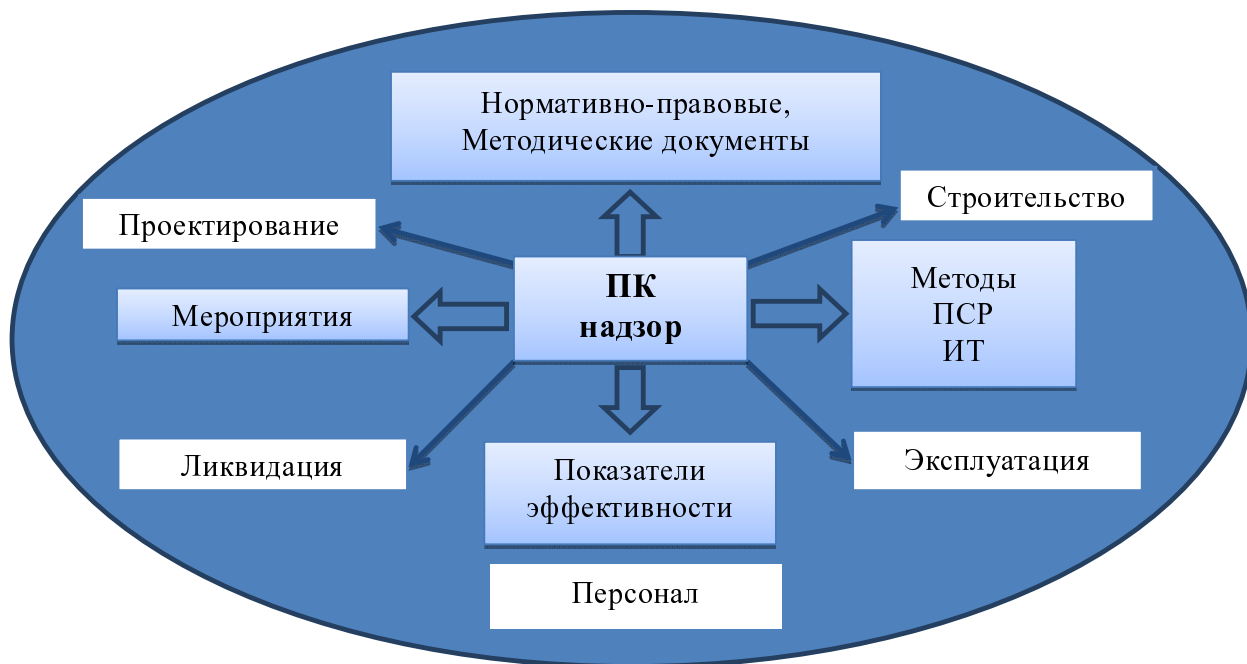 Нормативно-правовые,
Методические документы
Строительство
Проектирование
Методы
ПСР
ИТ
Мероприятия
ПК
надзор
Ликвидация
Показатели
эффективности
Эксплуатация
Персонал